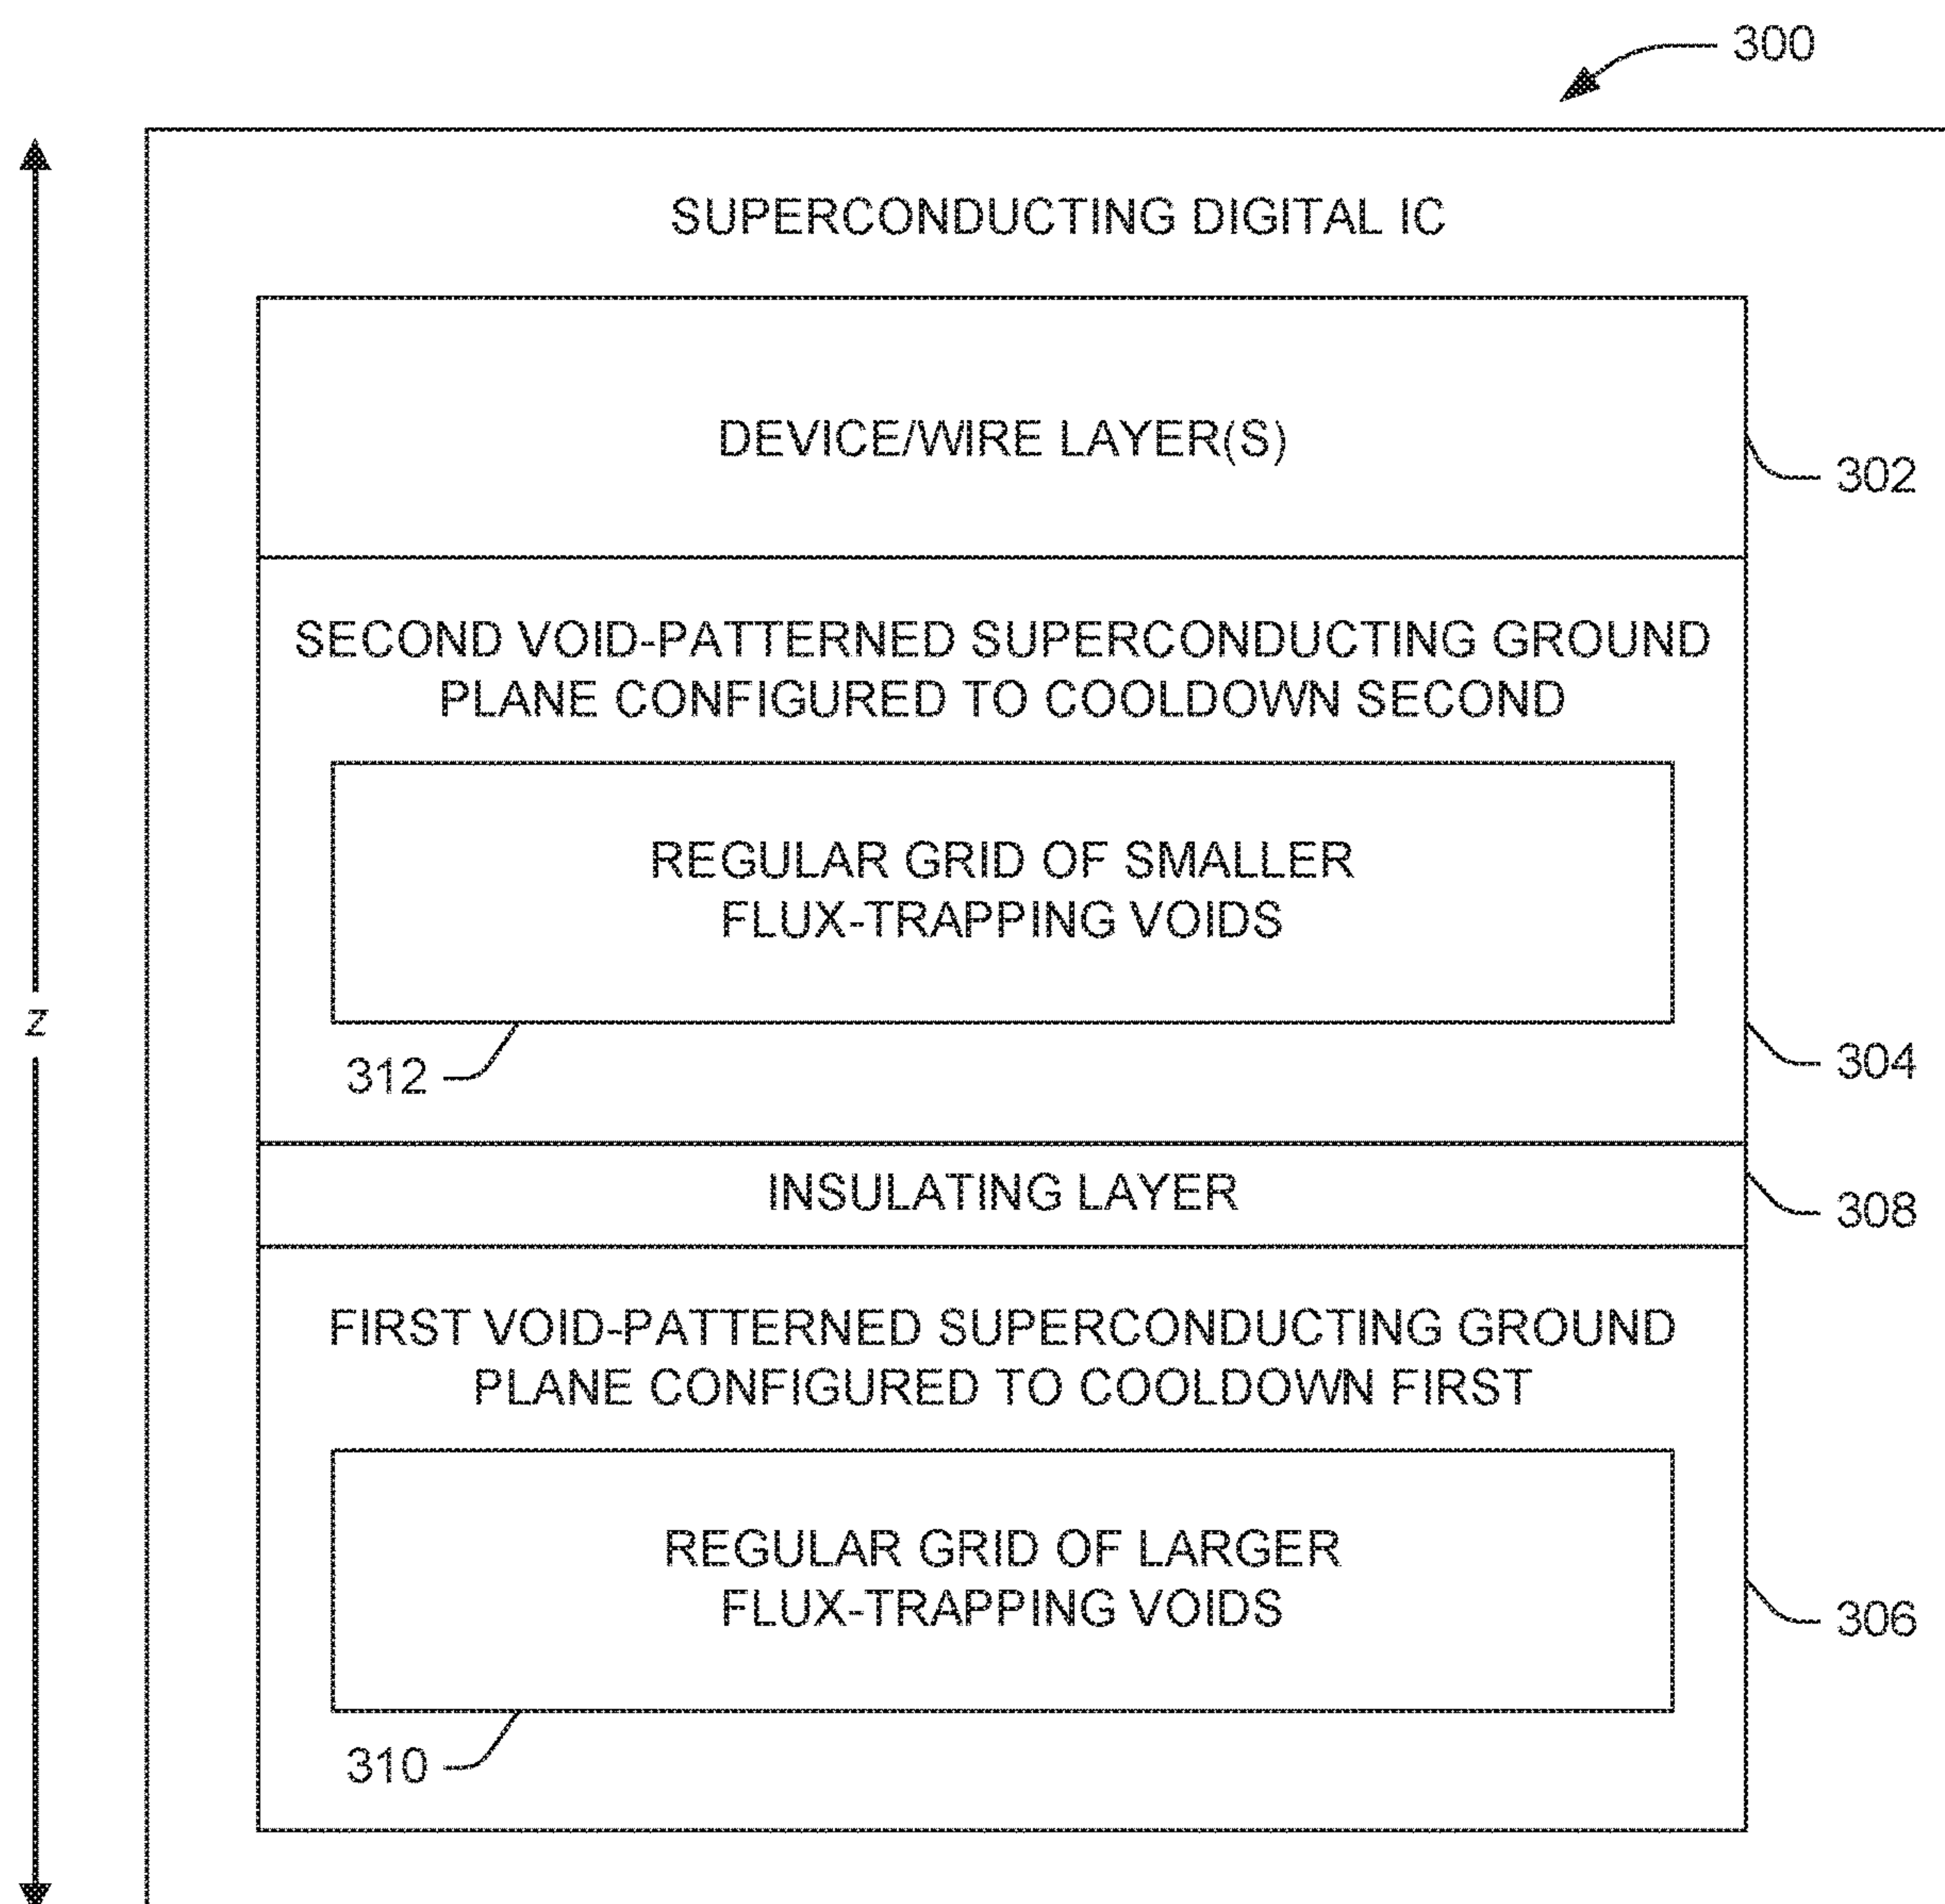 300
SUPERCONDUCTING DIGITAL IC
DEVICE/WIRE LAYER(S)
302
SECOND VOID-PATTERNED SUPERCONDUCTING GROUND
PLANE CONFIGURED TO COOLDOWN SECOND
REGULAR GRID OF SMALLER
FLUX-TRAPPING VOIDS
z
312
304
INSULATING LAYER
308
FIRST VOID-PATTERNED SUPERCONDUCTING GROUND
PLANE CONFIGURED TO COOLDOWN FIRST
REGULAR GRID OF LARGER
FLUX-TRAPPING VOIDS
306
310